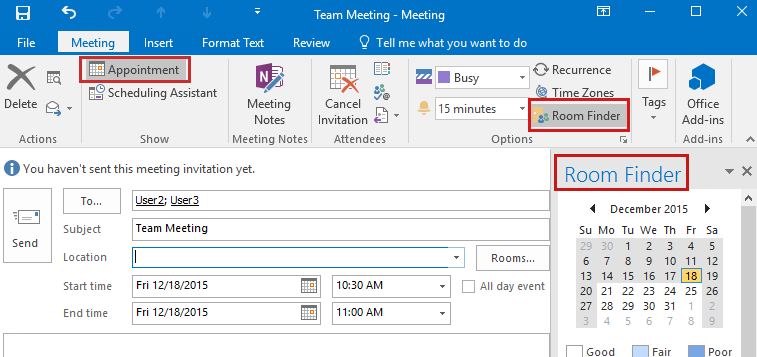 Team Meeting - Meeting
File Meeting Insert Format Text Review Tell me what you want to do
Appointment
Scheduling Assistant
Delete
Meeting
Notes
Cancel
Invitation
Busy
15 minutes
Recurrence
Time Zones
Room Finder
Tags
Office
Add-ins
Actions Show Meeting Notes Attendees Options Add-ins
You haven't sent this meeting invitation yet.
Send
To... User2; User3
Subject Team Meeting
Location Rooms...
Start time Fri 12/18/2015 10:30 AM All day event
End time Fri 12/18/2015 11:00 AM
Room Finder
December 2015
Su Mo Tu We Th Fr Sa
29 30 1 2 3 4 5
6 7 8 9 10 11 12
13 14 15 16 17 18 19
20 21 22 23 24 25 26
27 28 29 30 31 1 2
3 4 5 6 7 8 9
Good Fair Poor